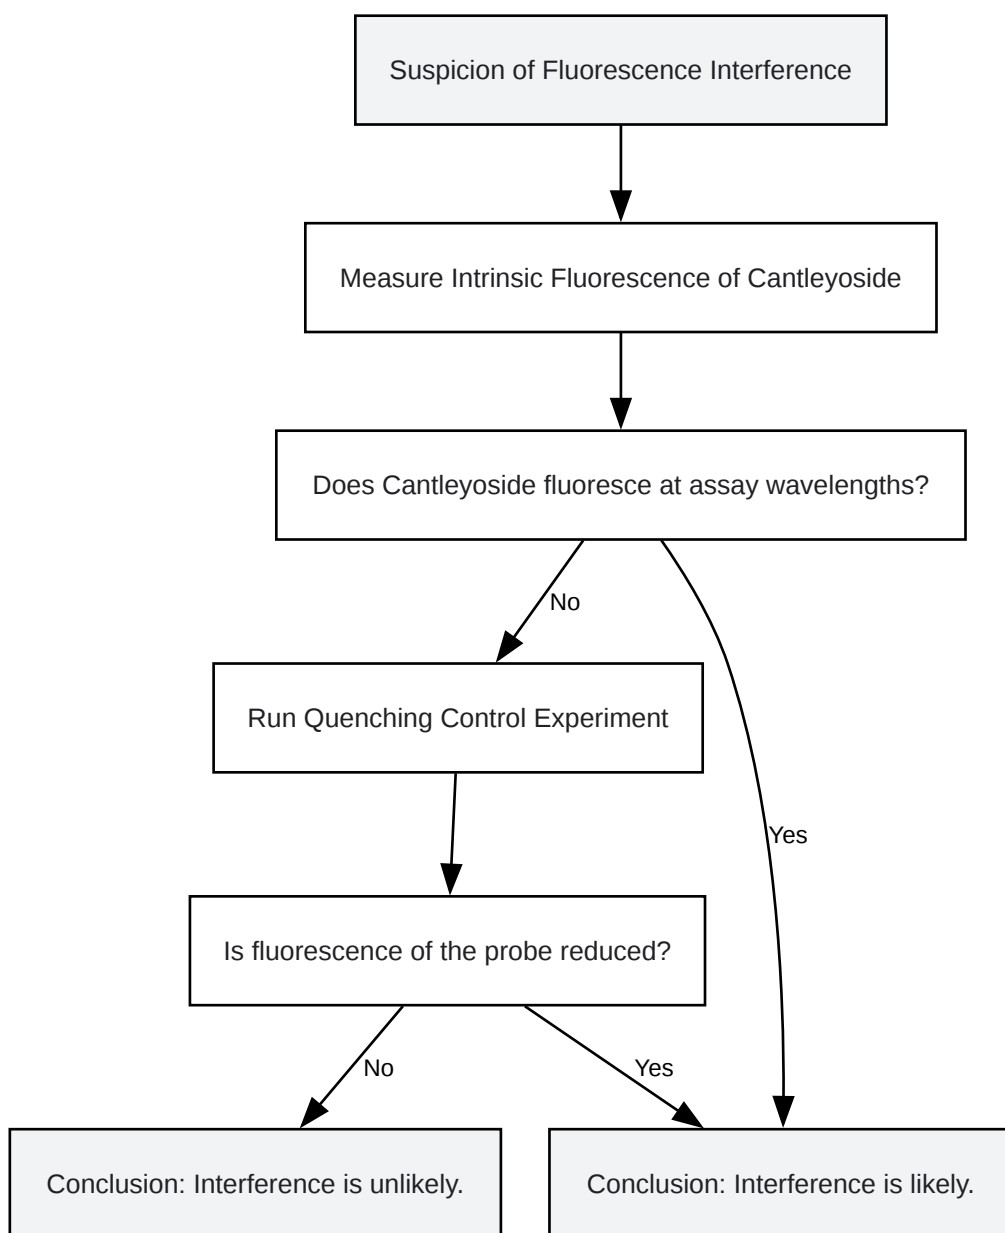 Suspicion of Fluorescence Interference
Measure Intrinsic Fluorescence of Cantleyoside
Does Cantleyoside fluoresce at assay wavelengths?
No
Run Quenching Control Experiment
Yes
Is fluorescence of the probe reduced?
No
Yes
Conclusion: Interference is unlikely.
Conclusion: Interference is likely.